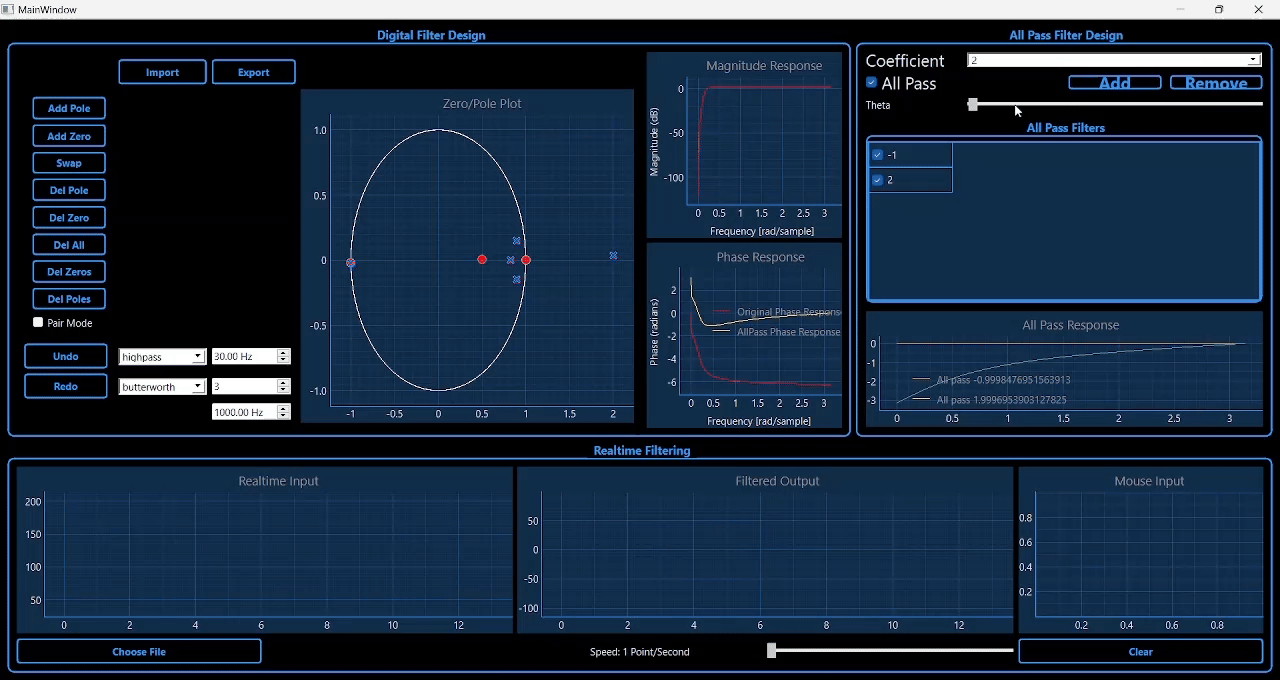 MainWindow
Digital Filter Design
Import
Export
Add Pole
Add Zero
Swap
Del Pole
Del Zero
Del All
Del Zeros
Del Poles
Pair Mode
Undo
Redo
highpass
30.00 Hz
butterworth
3
1000.00 Hz
Zero/Pole Plot
1.0
0.5
0
-0.5
-1.0
-1 -0.5 0 0.5 1 1.5 2
Magnitude Response
Magnitude (dB)
0
-50
-100
0 0.5 1 1.5 2 2.5 3
Frequency [rad/sample]
Phase Response
Phase (radians)
2
0
-2
-4
-6
Original Phase Respons
AllPass Phase Response
0 0.5 1 1.5 2 2.5 3
Frequency [rad/sample]
All Pass Filter Design
Coefficient
2
All Pass
Add
Remove
Theta
All Pass Filters
-1
2
All Pass Response
0
-1
-2
-3
All pass -0.9998476951563913
All pass 1.9996953903127825
0 0.5 1 1.5 2 2.5 3
Realtime Filtering
Realtime Input
200
150
100
50
0 2 4 6 8 10 12
Choose File
Filtered Output
50
0
-50
-100
0 2 4 6 8 10 12
Speed: 1 Point/Second
Mouse Input
0.8
0.6
0.4
0.2
0.2 0.4 0.6 0.8
Clear